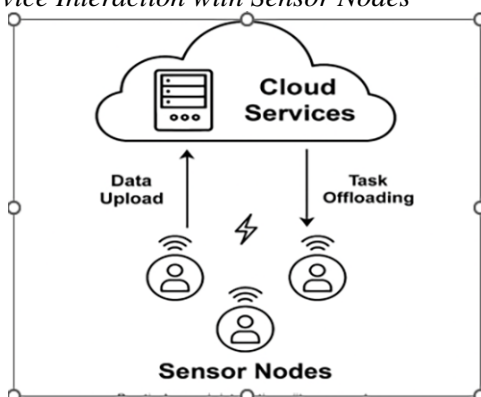 vice Interaction with Sensor Nodes
Cloud
Services
Data
Upload
Task
Offloading
Sensor Nodes